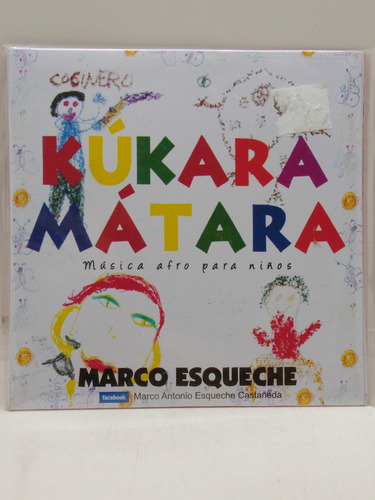 COCINERO
KÚKARA
MÁTARA
Música afro para niños
MARCO ESQUECHE
facebook Marco Antonio Esqueche Castañeda